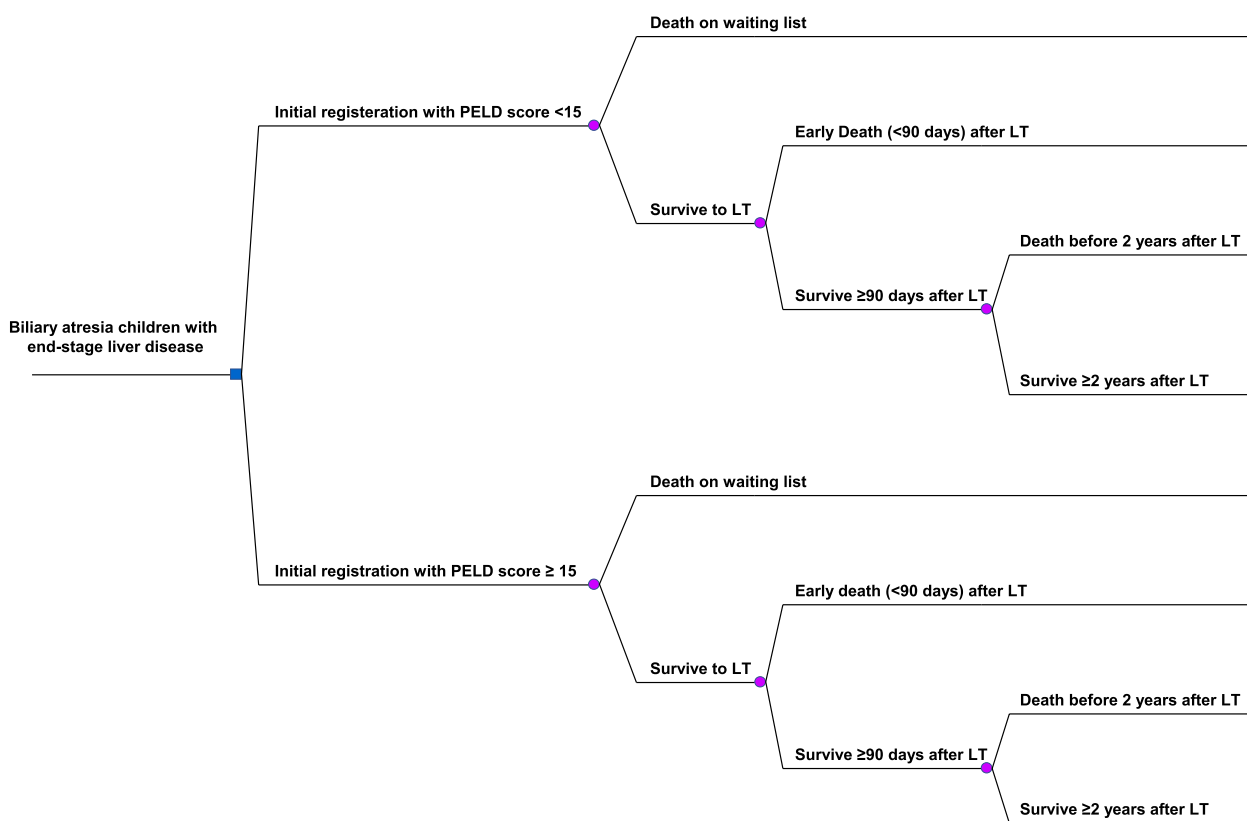 Death on waiting list
Initial registeration with PELD score <15
Early Death (<90 days) after LT
Survive to LT
Death before 2 years after LT
Survive ≥90 days after LT
Biliary atresia children with
end-stage liver disease
Survive ≥2 years after LT
Death on waiting list
Initial registration with PELD score ≥ 15
Early death (<90 days) after LT
Survive to LT
Death before 2 years after LT
Survive ≥90 days after LT
Survive ≥2 years after LT